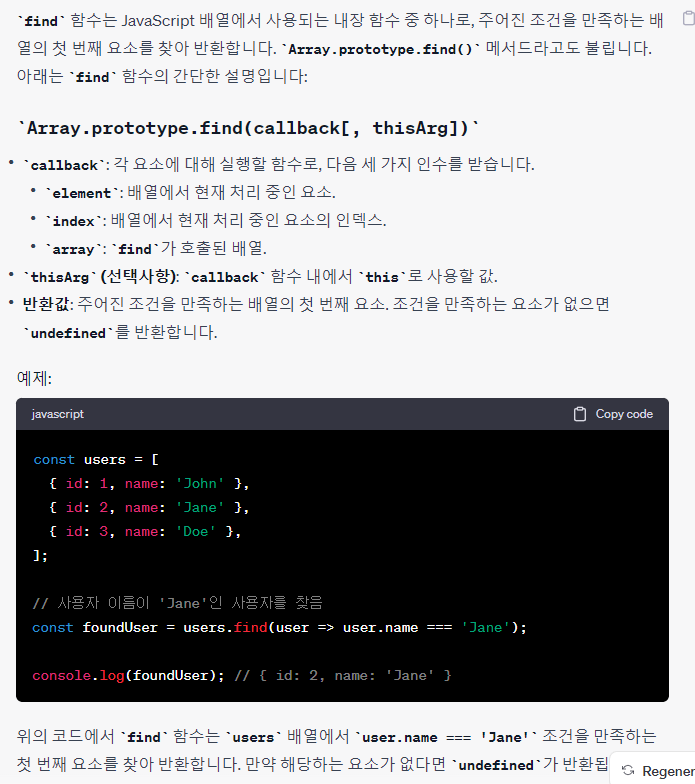 `find` 함수는 JavaScript 배열에서 사용되는 내장 함수 중 하나로, 주어진 조건을 만족하는 배
열의 첫 번째 요소를 찾아 반환합니다. `Array.prototype.find()` 메서드라고도 불립니다.
아래는 `find` 함수의 간단한 설명입니다:
`Array.prototype.find(callback[, thisArg])`
• `callback`: 각 요소에 대해 실행할 함수로, 다음 세 가지 인수를 받습니다.
• `element`: 배열에서 현재 처리 중인 요소.
• `index`: 배열에서 현재 처리 중인 요소의 인덱스.
• `array`: `find`가 호출된 배열.
• `thisArg` (선택사항): `callback` 함수 내에서 `this`로 사용할 값.
• 반환값: 주어진 조건을 만족하는 배열의 첫 번째 요소. 조건을 만족하는 요소가 없으면
`undefined`를 반환합니다.
예제:
javascript Copy code
const users = [
{ id: 1, name: 'John' },
{ id: 2, name: 'Jane' },
{ id: 3, name: 'Doe' },
];
// 사용자 이름이 'Jane'인 사용자를 찾음
const foundUser = users.find(user => user.name === 'Jane');
console.log(foundUser); // { id: 2, name: 'Jane' }
위의 코드에서 `find` 함수는 `users` 배열에서 `user.name === 'Jane'` 조건을 만족하는
첫 번째 요소를 찾아 반환합니다. 만약 해당하는 요소가 없다면 `undefined`가 반환됩
Regener